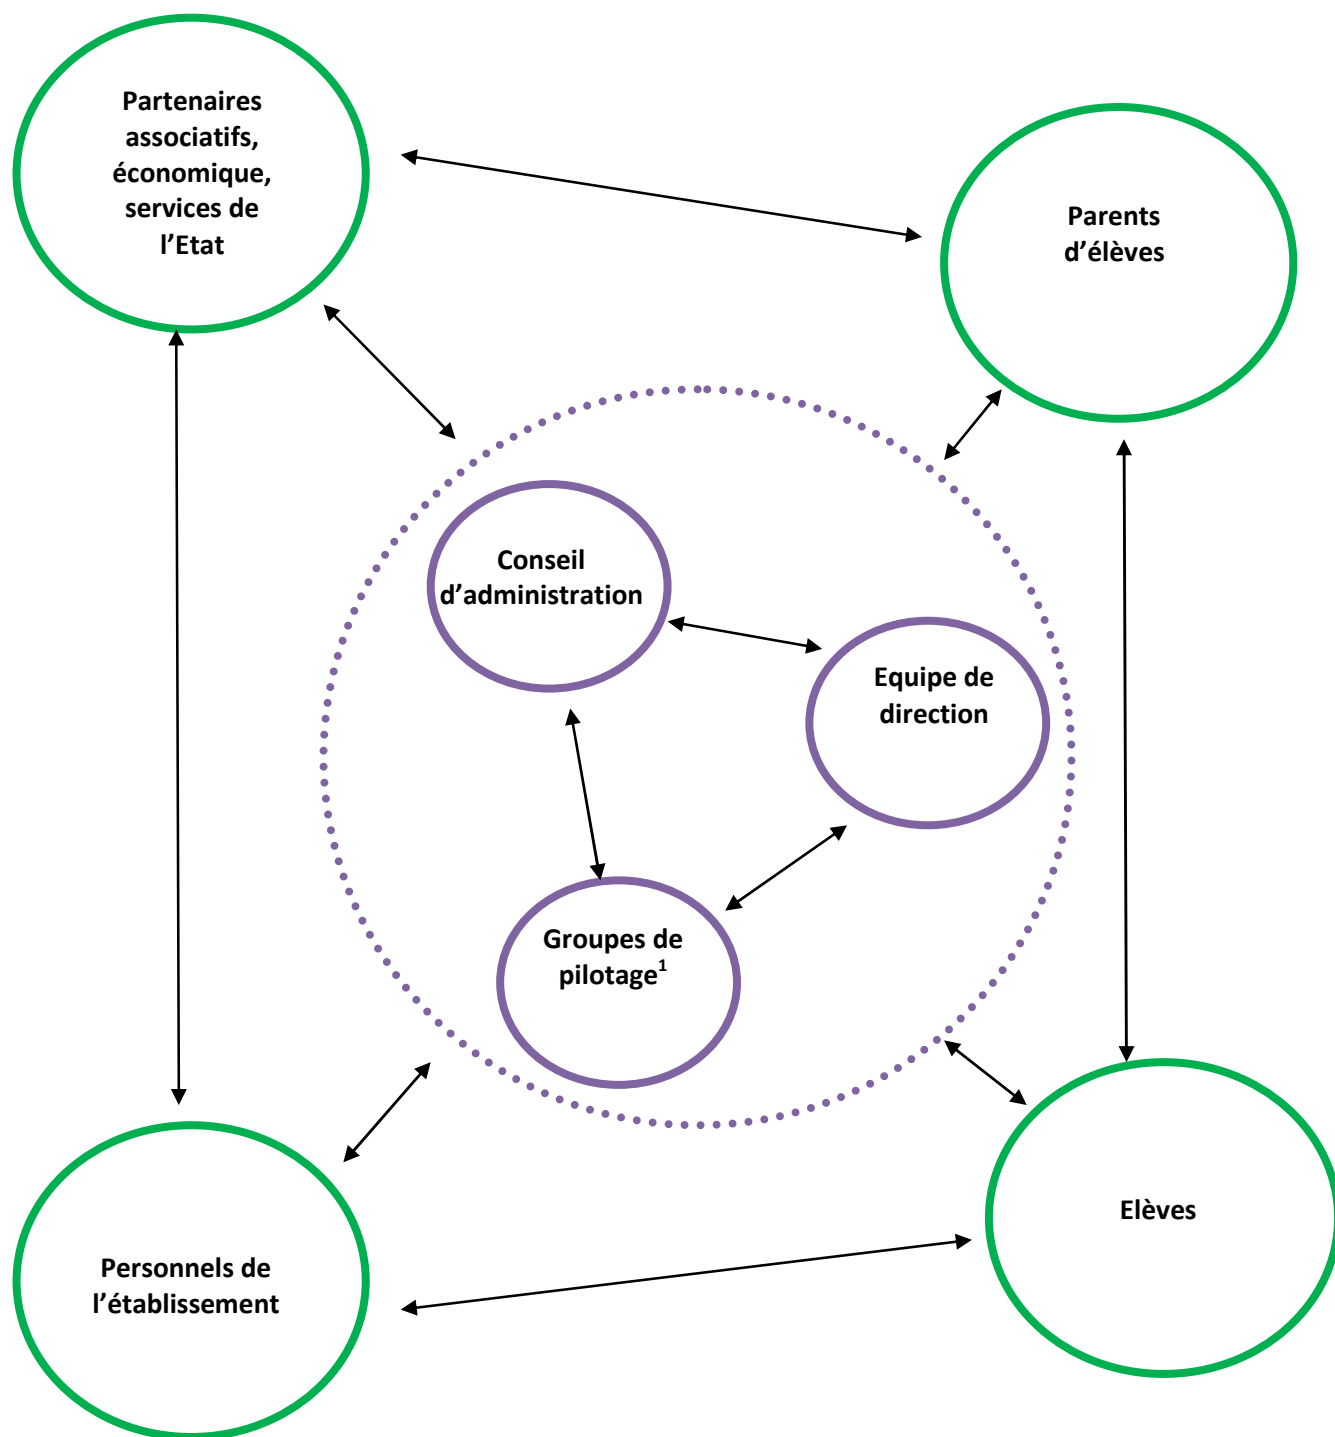 Partenaires
associatifs,
économique,
services de
l’Etat
Parents
d’élèves
Conseil
d’administration
Equipe de
direction
Groupes de
pilotage¹
Elèves
Personnels de
l’établissement